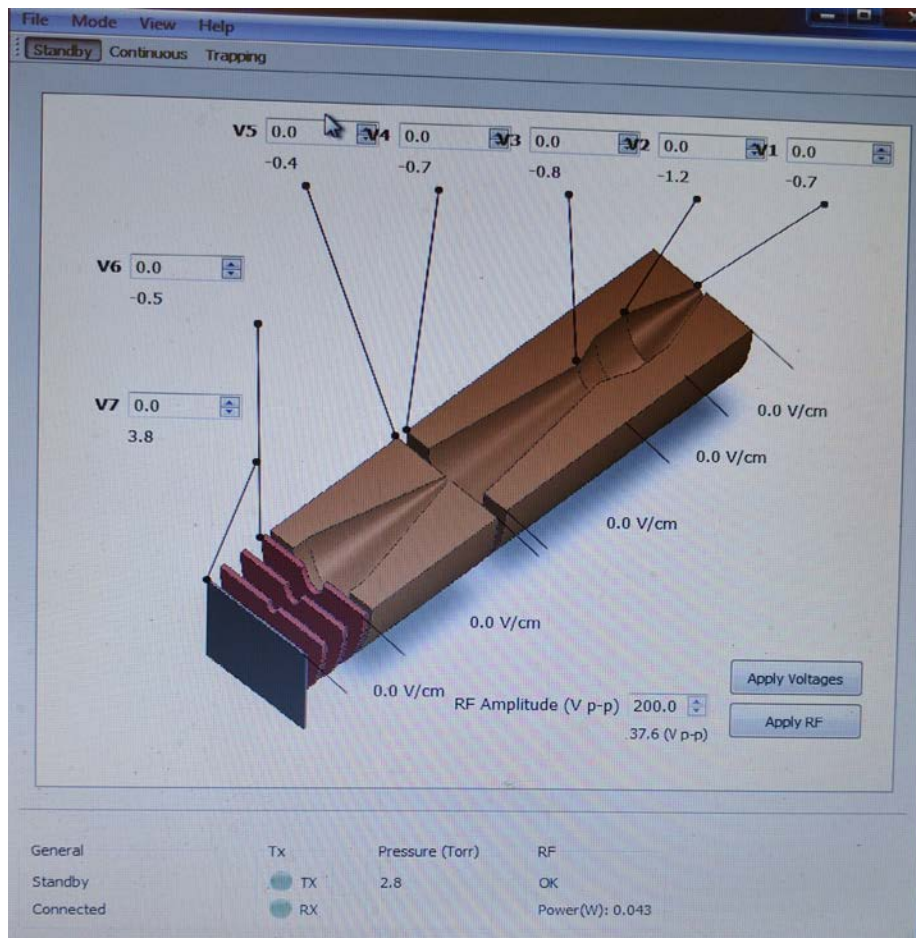 File Mode View Help
Standby Continuous Trapping
V5 0.0 V4 0.0 V3 0.0 V2 0.0 V1 0.0
-0.4 -0.7 -0.8 -1.2 -0.7
V6 0.0
-0.5
V7 0.0
3.8
0.0 V/cm
0.0 V/cm
0.0 V/cm
0.0 V/cm
0.0 V/cm
RF Amplitude (V p-p) 200.0
37.6 (V p-p)
Apply Voltages
Apply RF
General Tx Pressure (Torr) RF
Standby TX 2.8 OK
Connected RX Power(W): 0.043